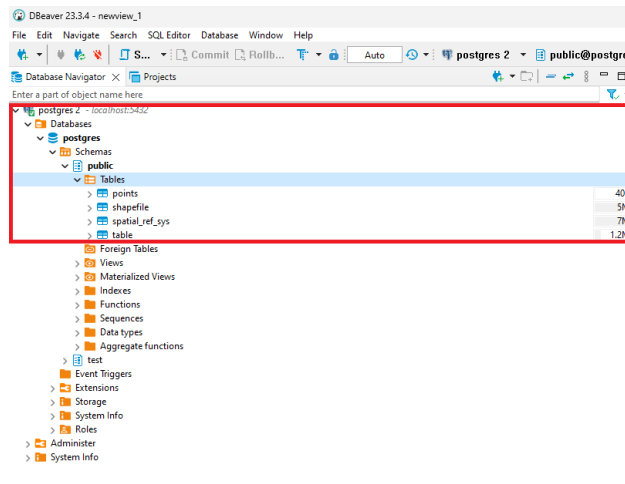 DBeaver 23.3.4 - newview_1
File Edit Navigate Search SQL Editor Database Window Help
S... Commit Rollb... Auto postgres 2 public@postgre
Database Navigator Projects
Enter a part of object name here
postgres 2 - localhost:5432
Databases
postgres
Schemas
public
Tables
points 40
shapefile 5M
spatial_ref_sys 7M
table 1.2M
Foreign Tables
Views
Materialized Views
Indexes
Functions
Sequences
Data types
Aggregate functions
test
Event Triggers
Extensions
Storage
System Info
Roles
Administer
System Info